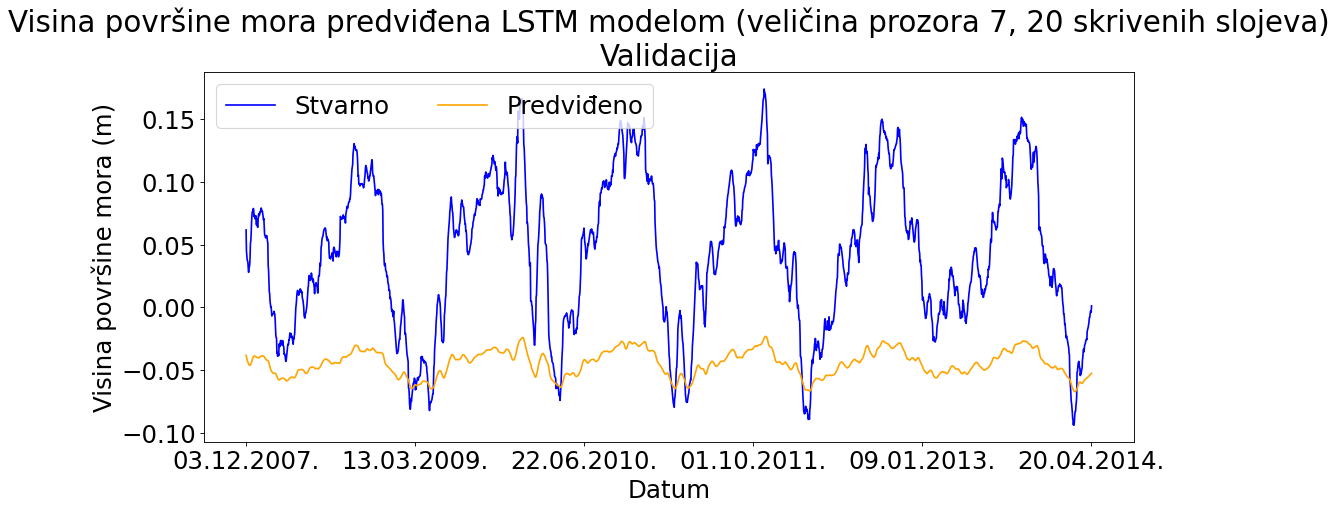 Visina površine mora predviđena LSTM modelom (veličina prozora 7, 20 skrivenih slojeva)
Validacija
Stvarno Predviđeno
Visina površine mora (m)
0.15
0.10
0.05
0.00
−0.05
−0.10
03.12.2007. 13.03.2009. 22.06.2010. 01.10.2011. 09.01.2013. 20.04.2014.
Datum